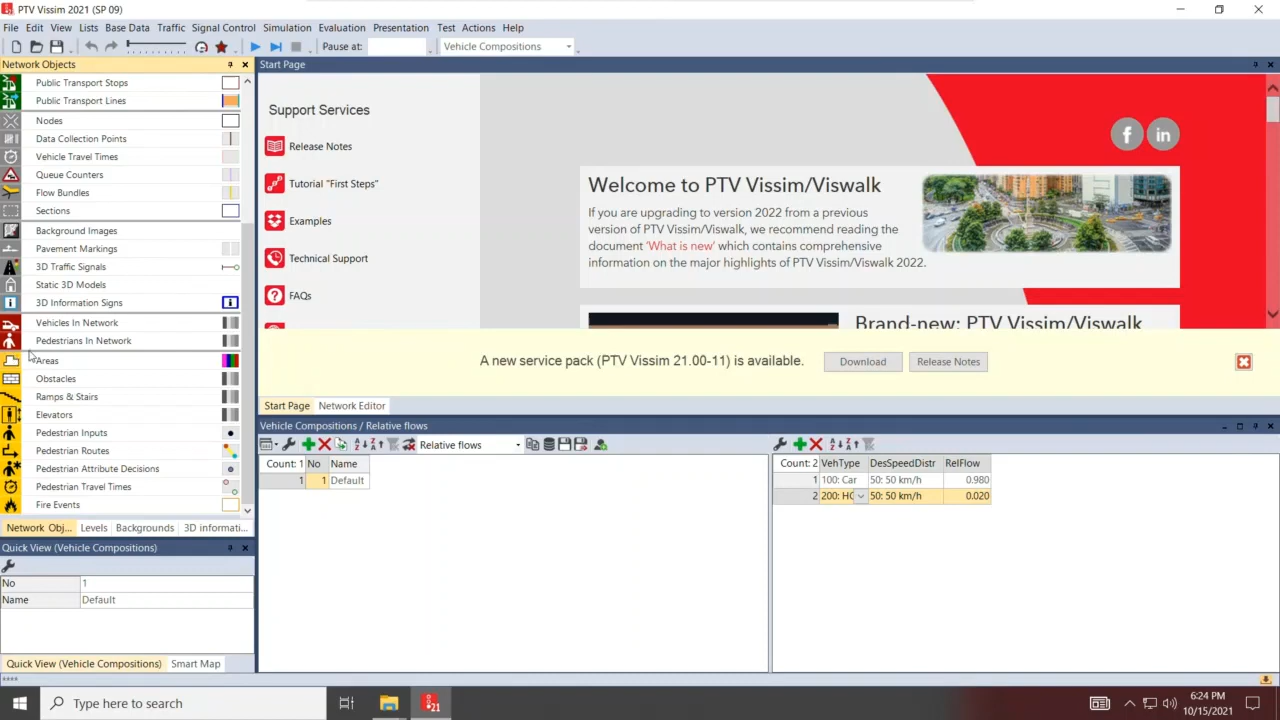 PTV Vissim 2021 (SP 09)
File Edit View Lists Base Data Traffic Signal Control Simulation Evaluation Presentation Test Actions Help
Pause at: Vehicle Compositions
Network Objects
Start Page
Public Transport Stops
Public Transport Lines
Nodes
Data Collection Points
Vehicle Travel Times
Queue Counters
Flow Bundles
Sections
Background Images
Pavement Markings
3D Traffic Signals
Static 3D Models
3D Information Signs
Vehicles In Network
Pedestrians In Network
Areas
Obstacles
Ramps & Stairs
Elevators
Pedestrian Inputs
Pedestrian Routes
Pedestrian Attribute Decisions
Pedestrian Travel Times
Fire Events
Network Obj... Levels Backgrounds 3D informati...
Support Services
Release Notes
Tutorial "First Steps"
Examples
Technical Support
FAQs
f in
Welcome to PTV Vissim/Viswalk
If you are upgrading to version 2022 from a previous
version of PTV Vissim/Viswalk, we recommend reading the
document 'What is new' which contains comprehensive
information on the major highlights of PTV Vissim/Viswalk 2022.
Brand-new: PTV Vissim/Viswalk
A new service pack (PTV Vissim 21.00-11) is available. Download Release Notes
Start Page Network Editor
Vehicle Compositions / Relative flows
Relative flows
Count: 1 No Name
1 1 Default
Count: 2 VehType DesSpeedDistr RelFlow
1 100: Car 50: 50 km/h 0.980
2 200: HG 50: 50 km/h 0.020
Quick View (Vehicle Compositions)
No 1
Name Default
Quick View (Vehicle Compositions) Smart Map
****
Type here to search
21
6:24 PM
10/15/2021